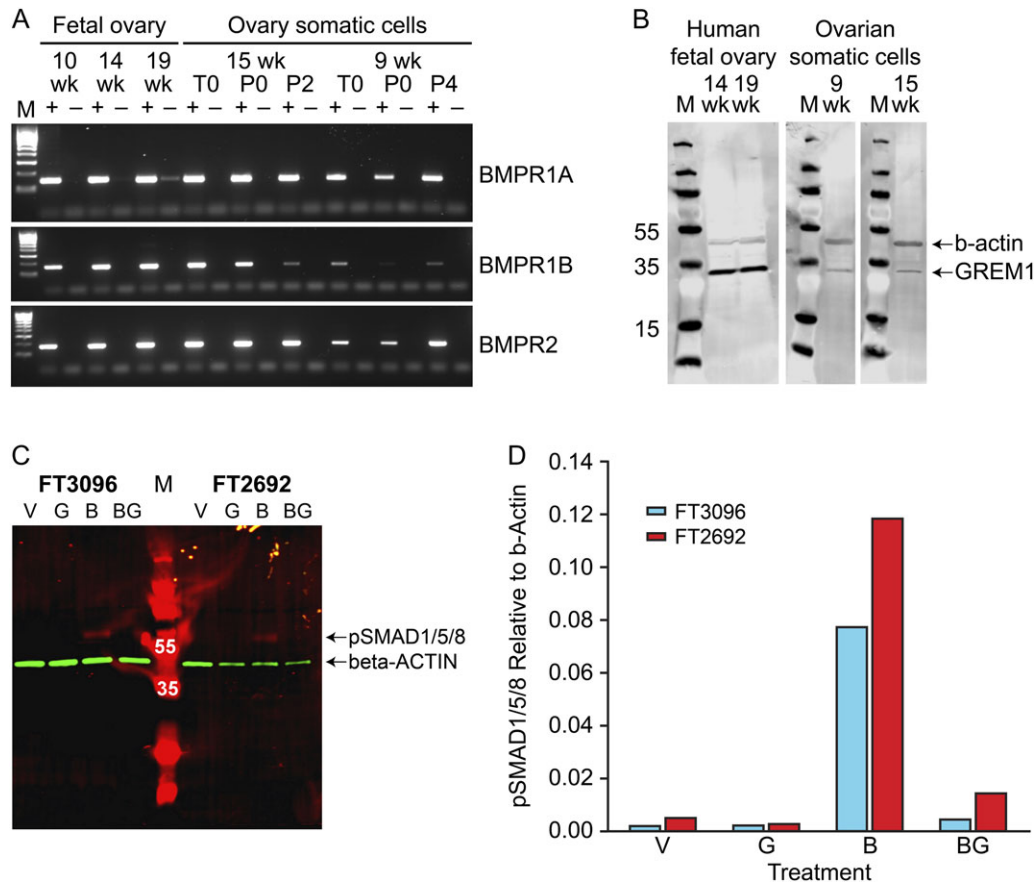 A
Fetal ovary Ovary somatic cells
10 wk 14 wk 19 wk 15 wk 9 wk
T0 P0 P2 T0 P0 P4
M + – + – + – + – + – + – + – + – + –
BMPR1A
BMPR1B
BMPR2
B
Human fetal ovary Ovarian somatic cells
M 14 wk 19 wk M 9 wk M 15 wk
55
35
15
←b-actin
←GREM1
C
FT3096 M FT2692
V G B BG V G B BG
55
35
←pSMAD1/5/8
←beta-ACTIN
D
pSMAD1/5/8 Relative to b-Actin
0.14
0.12
0.10
0.08
0.06
0.04
0.02
0.00
FT3096
FT2692
V G B BG
Treatment